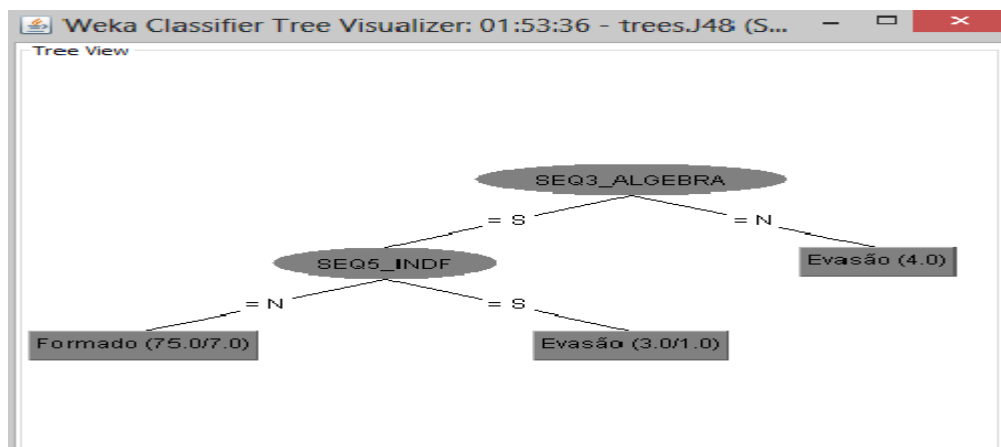 Weka Classifier Tree Visualizer: 01:53:36 - trees.J48 (S...
Tree View
SEQ3_ALGEBRA
= S
= N
SEQ5_INDF
Evasão (4.0)
= N
= S
Formado (75.0/7.0)
Evasão (3.0/1.0)